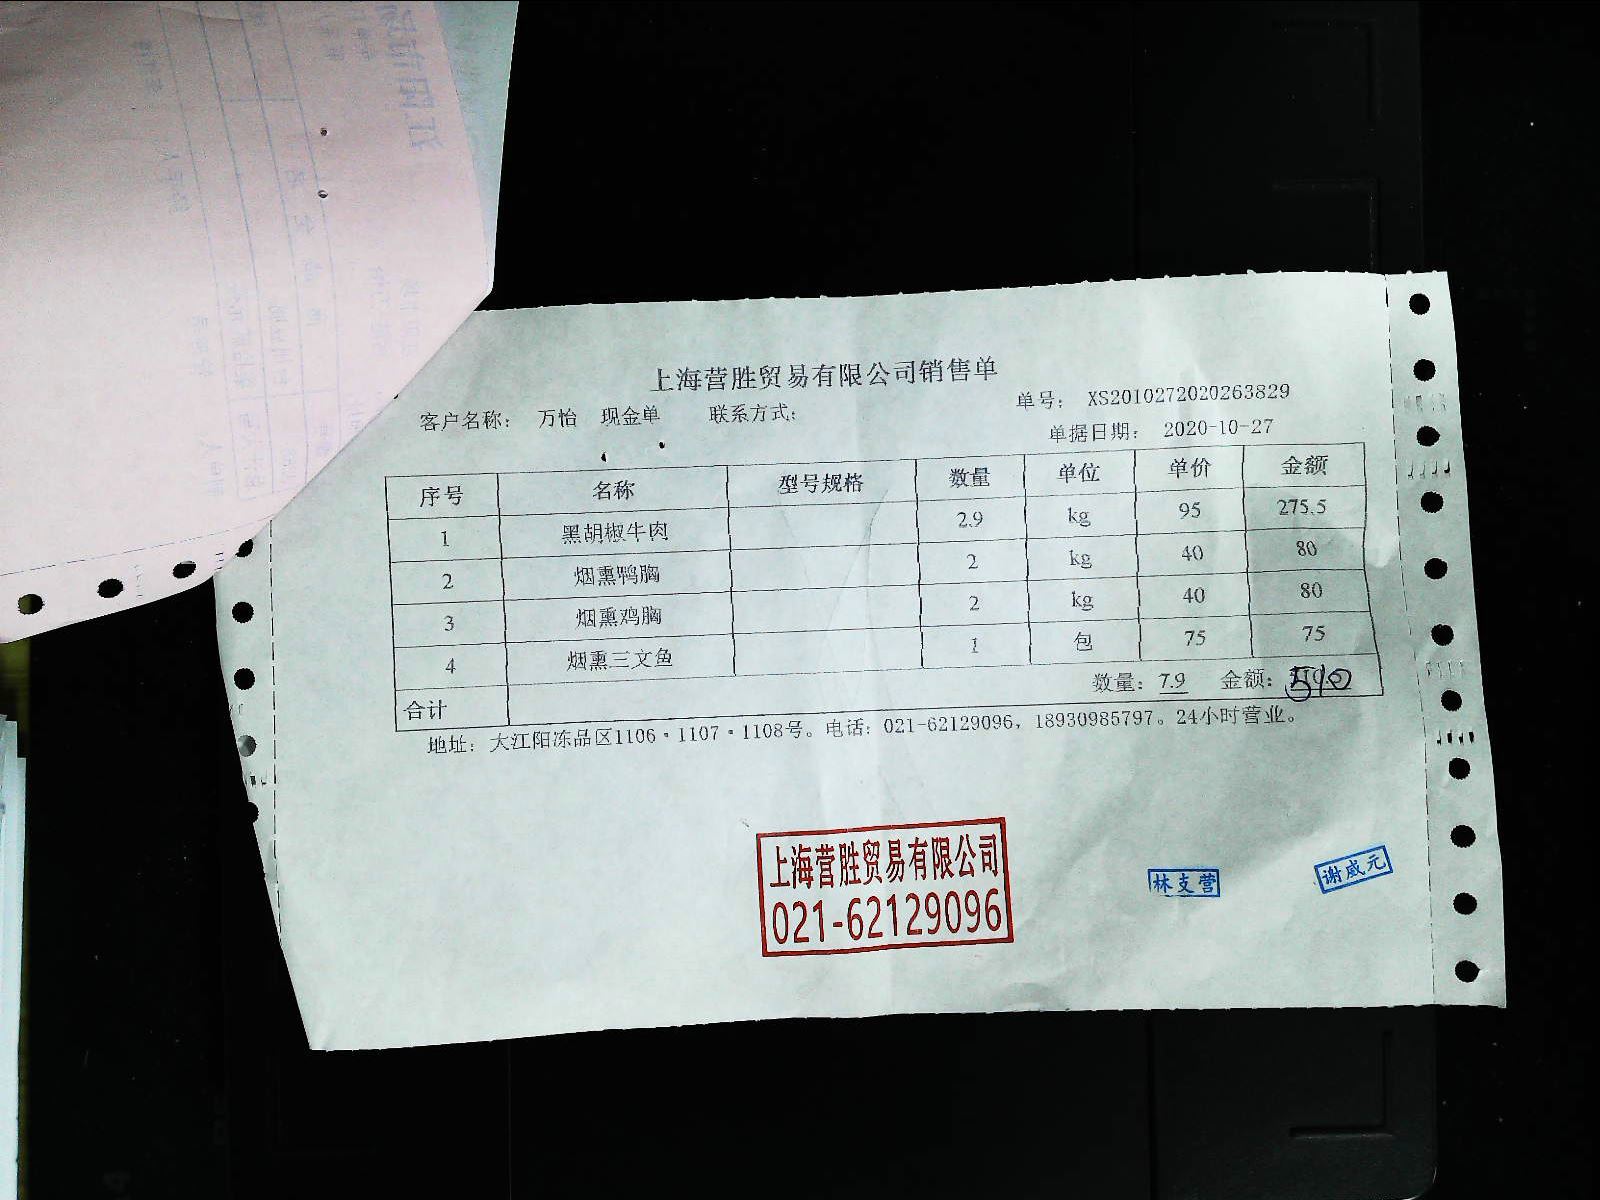 上海营胜贸易有限公司销售单
客户名称： 万怡 现金单 联系方式： 单号： XS2010272020263829
单据日期： 2020-10-27
序号 名称 型号规格 数量 单位 单价 金额
1 黑胡椒牛肉 2.9 kg 95 275.5
2 烟熏鸭胸 2 kg 40 80
3 烟熏鸡胸 2 kg 40 80
4 烟熏三文鱼 1 包 75 75
合计 数量：7.9 金额：510
地址：大江阳冻品区1106·1107·1108号。电话：021-62129096，18930985797。24小时营业。
上海营胜贸易有限公司
021-62129096
林支营
谢威元